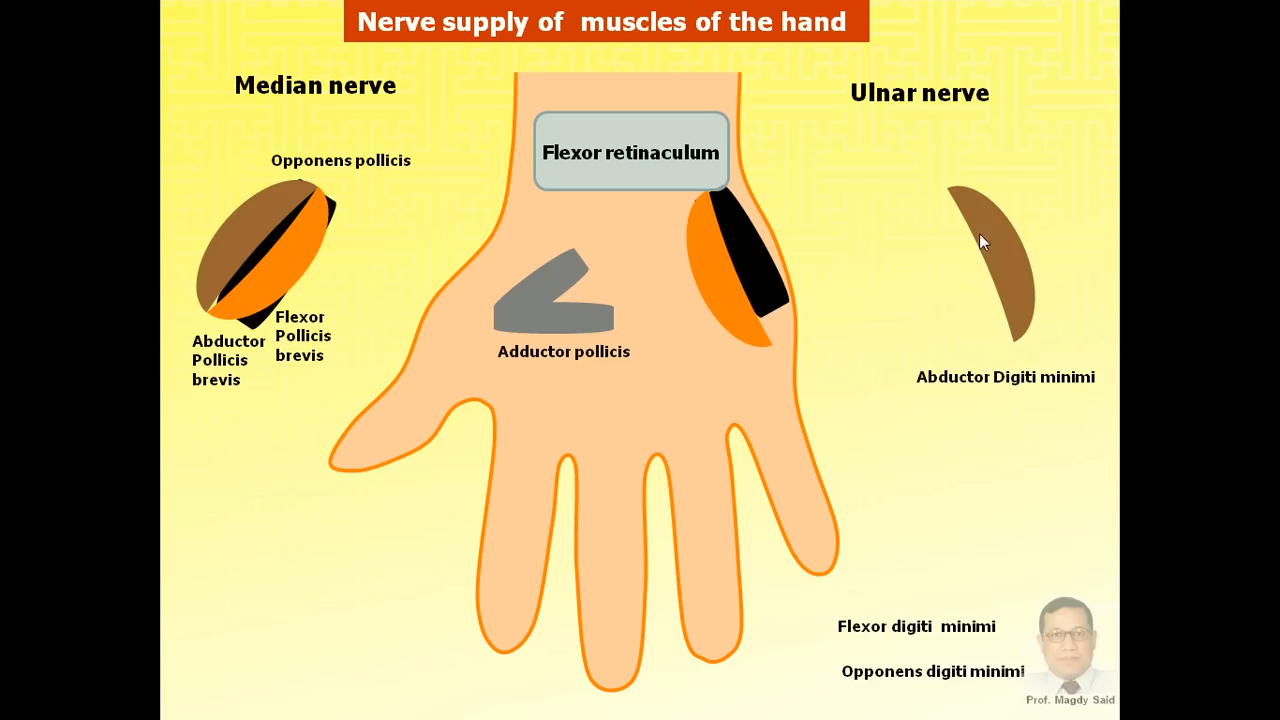 Nerve supply of muscles of the hand
Median nerve
Ulnar nerve
Flexor retinaculum
Opponens pollicis
Flexor
Pollicis
brevis
Abductor
Pollicis
brevis
Adductor pollicis
Abductor Digiti minimi
Flexor digiti minimi
Opponens digiti minimi
Prof. Magdy Said